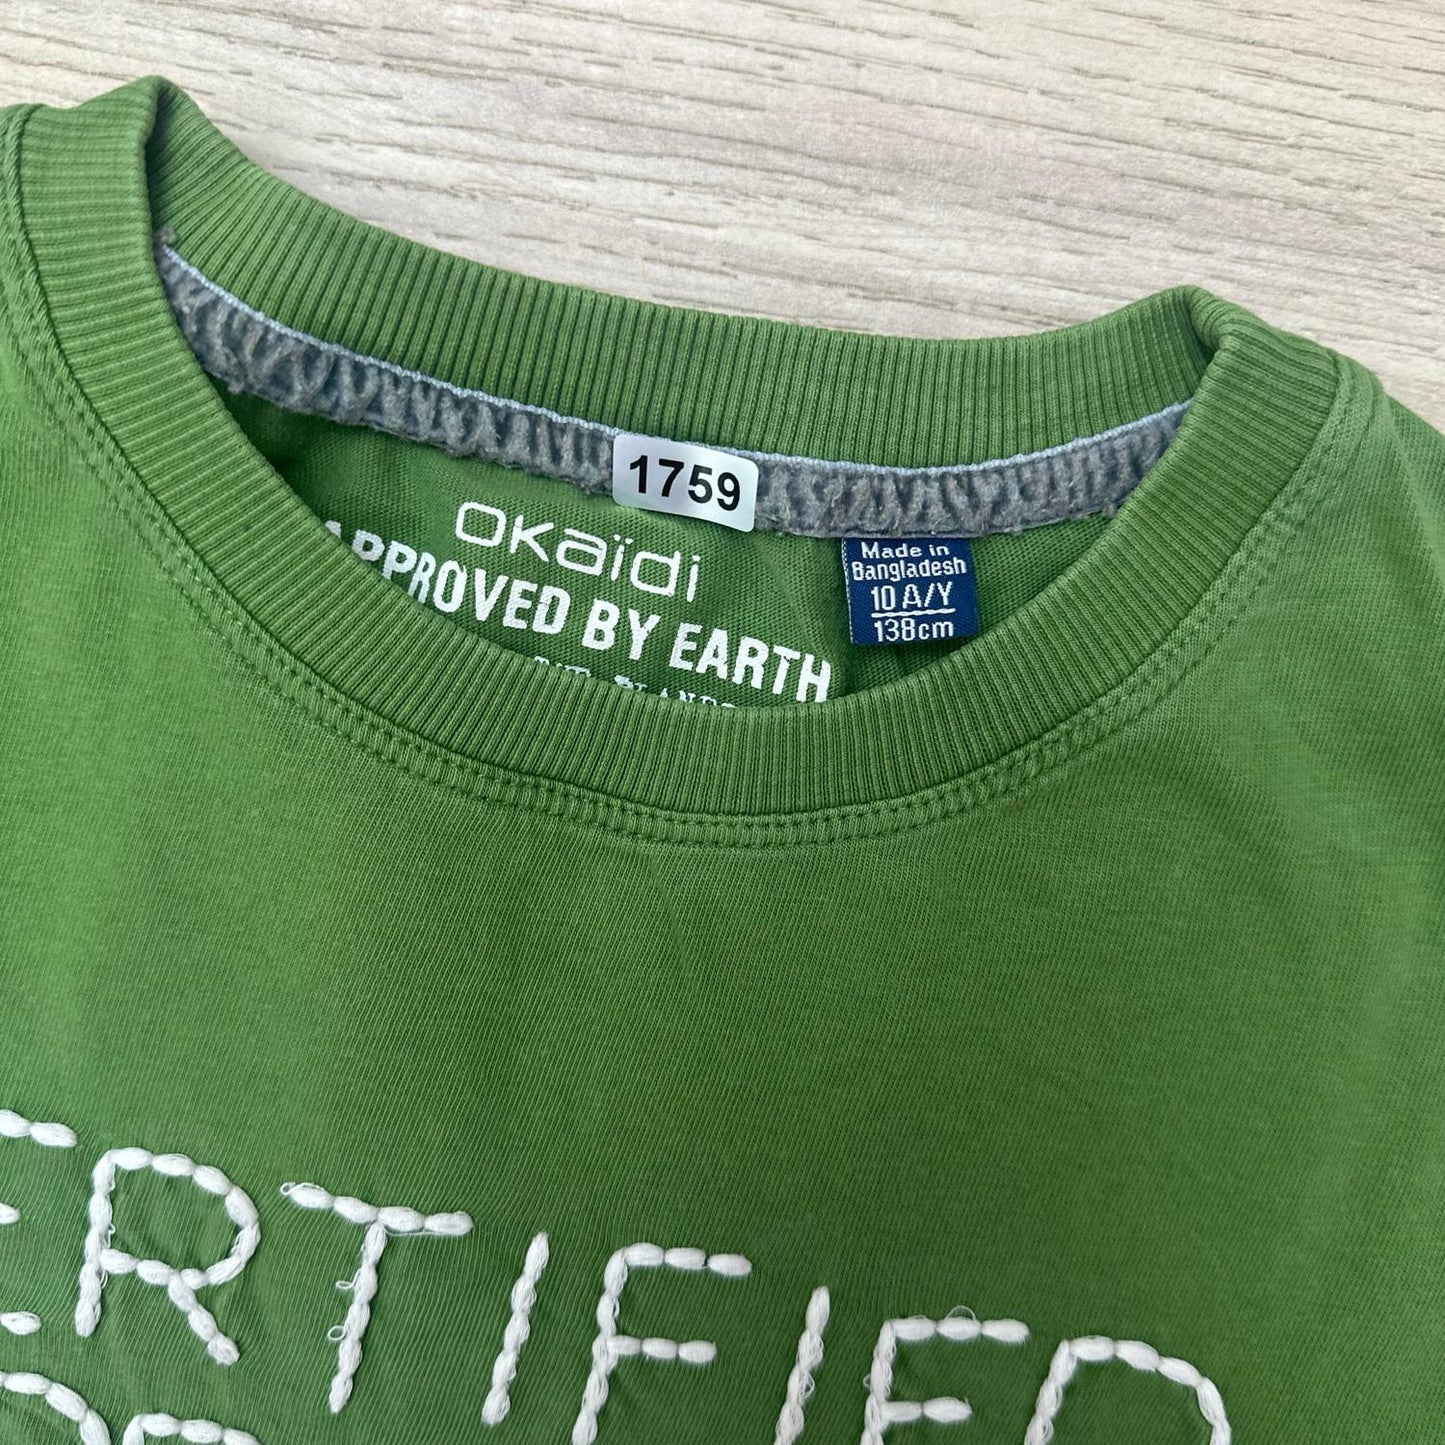 1759
OKaïdi
APPROVED BY EARTH
Made in
Bangladesh
10 A/Y
138cm
ERTIFIED